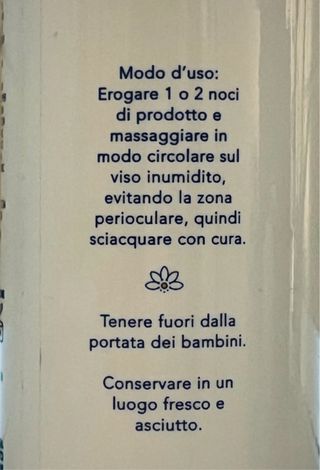 Modo d'uso:
Erogare 1 o 2 noci
di prodotto e
massaggiare in
modo circolare sul
viso inumidito,
evitando la zona
perioculare, quindi
sciacquare con cura.
Tenere fuori dalla
portata dei bambini.
Conservare in un
luogo fresco e
asciutto.